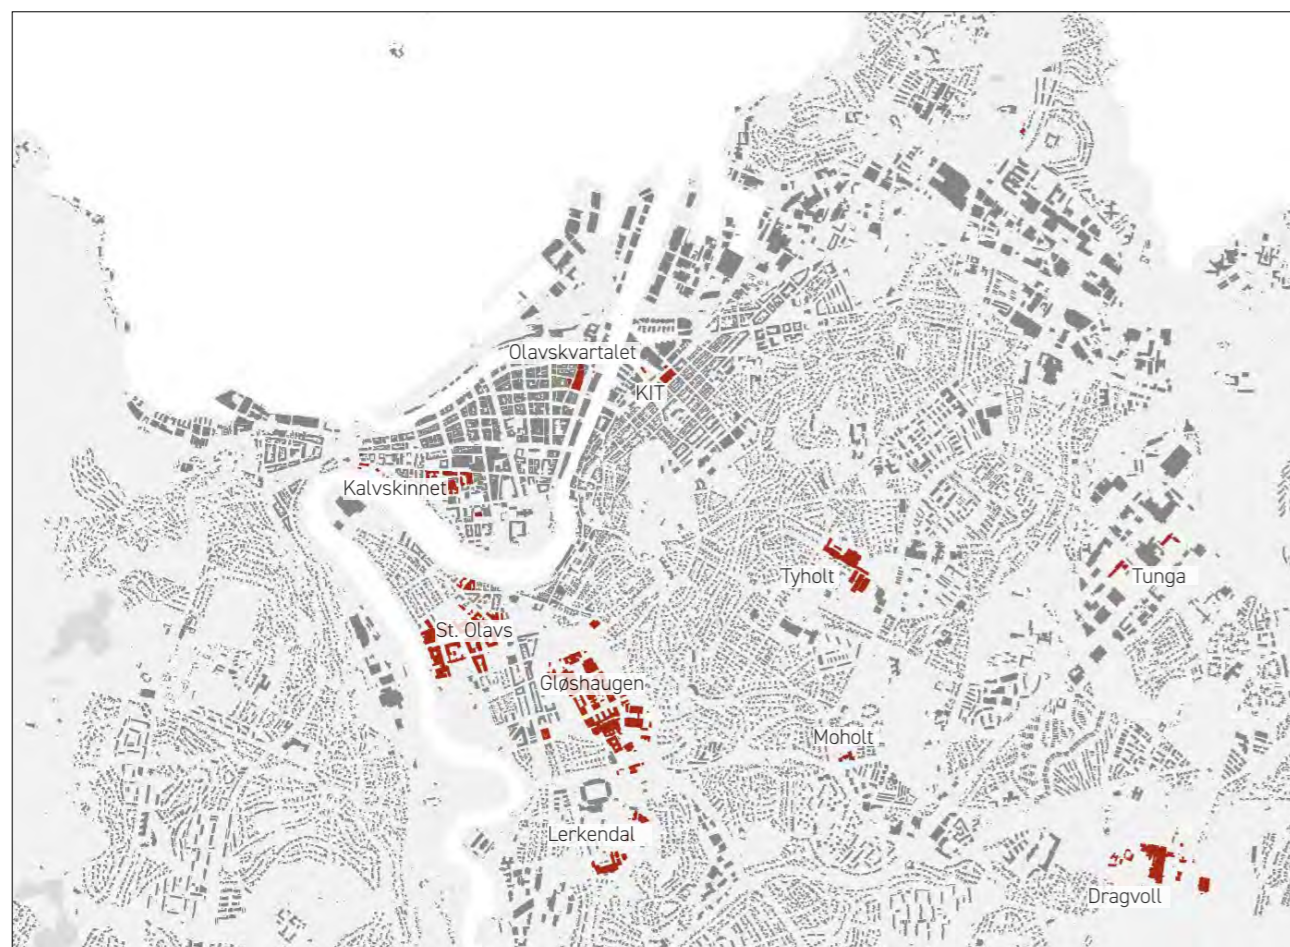 Olavskvartalet
KIT
Kalvskinnet
Tyholt
Tunga
St. Olavs
Gløshaugen
Moholt
Lerkendal
Dragvoll